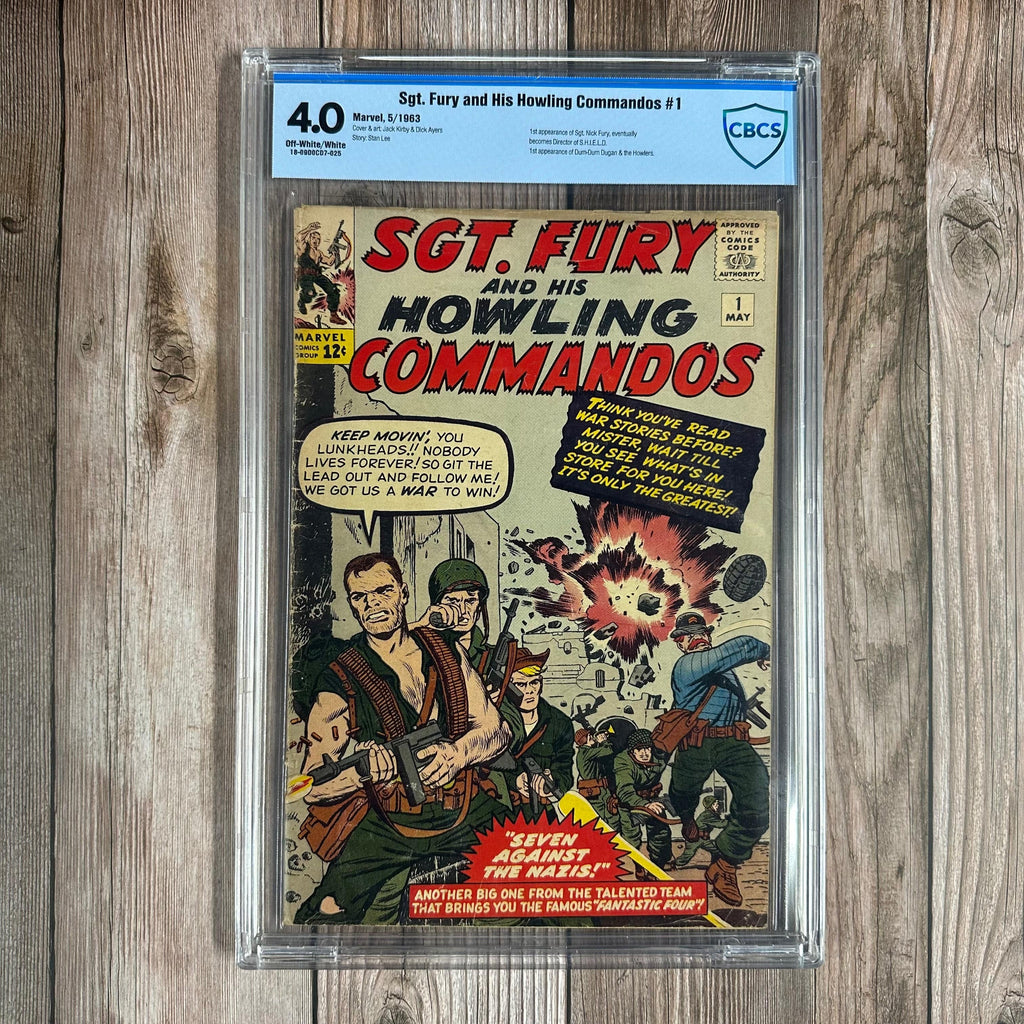 Sgt. Fury and His Howling Commandos #1
4.0
Off-White/White
18-09D0CD7-025
Marvel, 5/1963
Cover & art: Jack Kirby & Dick Ayers
Story: Stan Lee
1st appearance of Sgt. Nick Fury, eventually
becomes Director of S.H.I.E.L.D.
1st appearance of Dum-Dum Dugan & the Howlers.
CBCS
SGT. FURY
AND HIS
HOWLING
COMMANDOS
APPROVED
BY THE
COMICS
CODE
CA
AUTHORITY
1
MAY
MARVEL
COMICS
GROUP 12¢
THINK YOU'VE READ
WAR STORIES BEFORE?
MISTER, WAIT TILL
YOU SEE WHAT'S IN
STORE FOR YOU HERE!
IT'S ONLY THE GREATEST!
KEEP MOVIN', YOU
LUNKHEADS!! NOBODY
LIVES FOREVER! SO GIT THE
LEAD OUT AND FOLLOW ME!
WE GOT US A WAR TO WIN!
"SEVEN
AGAINST
THE NAZIS!"
ANOTHER BIG ONE FROM THE TALENTED TEAM
THAT BRINGS YOU THE FAMOUS "FANTASTIC FOUR"!